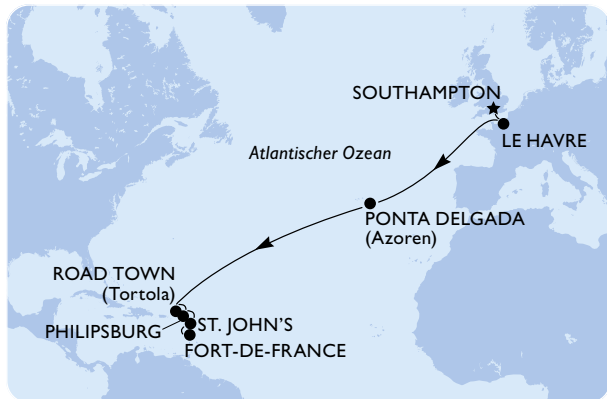 SOUTHAMPTON
LE HAVRE
Atlantischer Ozean
PONTA DELGADA
(Azoren)
ROAD TOWN
(Tortola)
PHILIPSBURG
ST. JOHN'S
FORT-DE-FRANCE